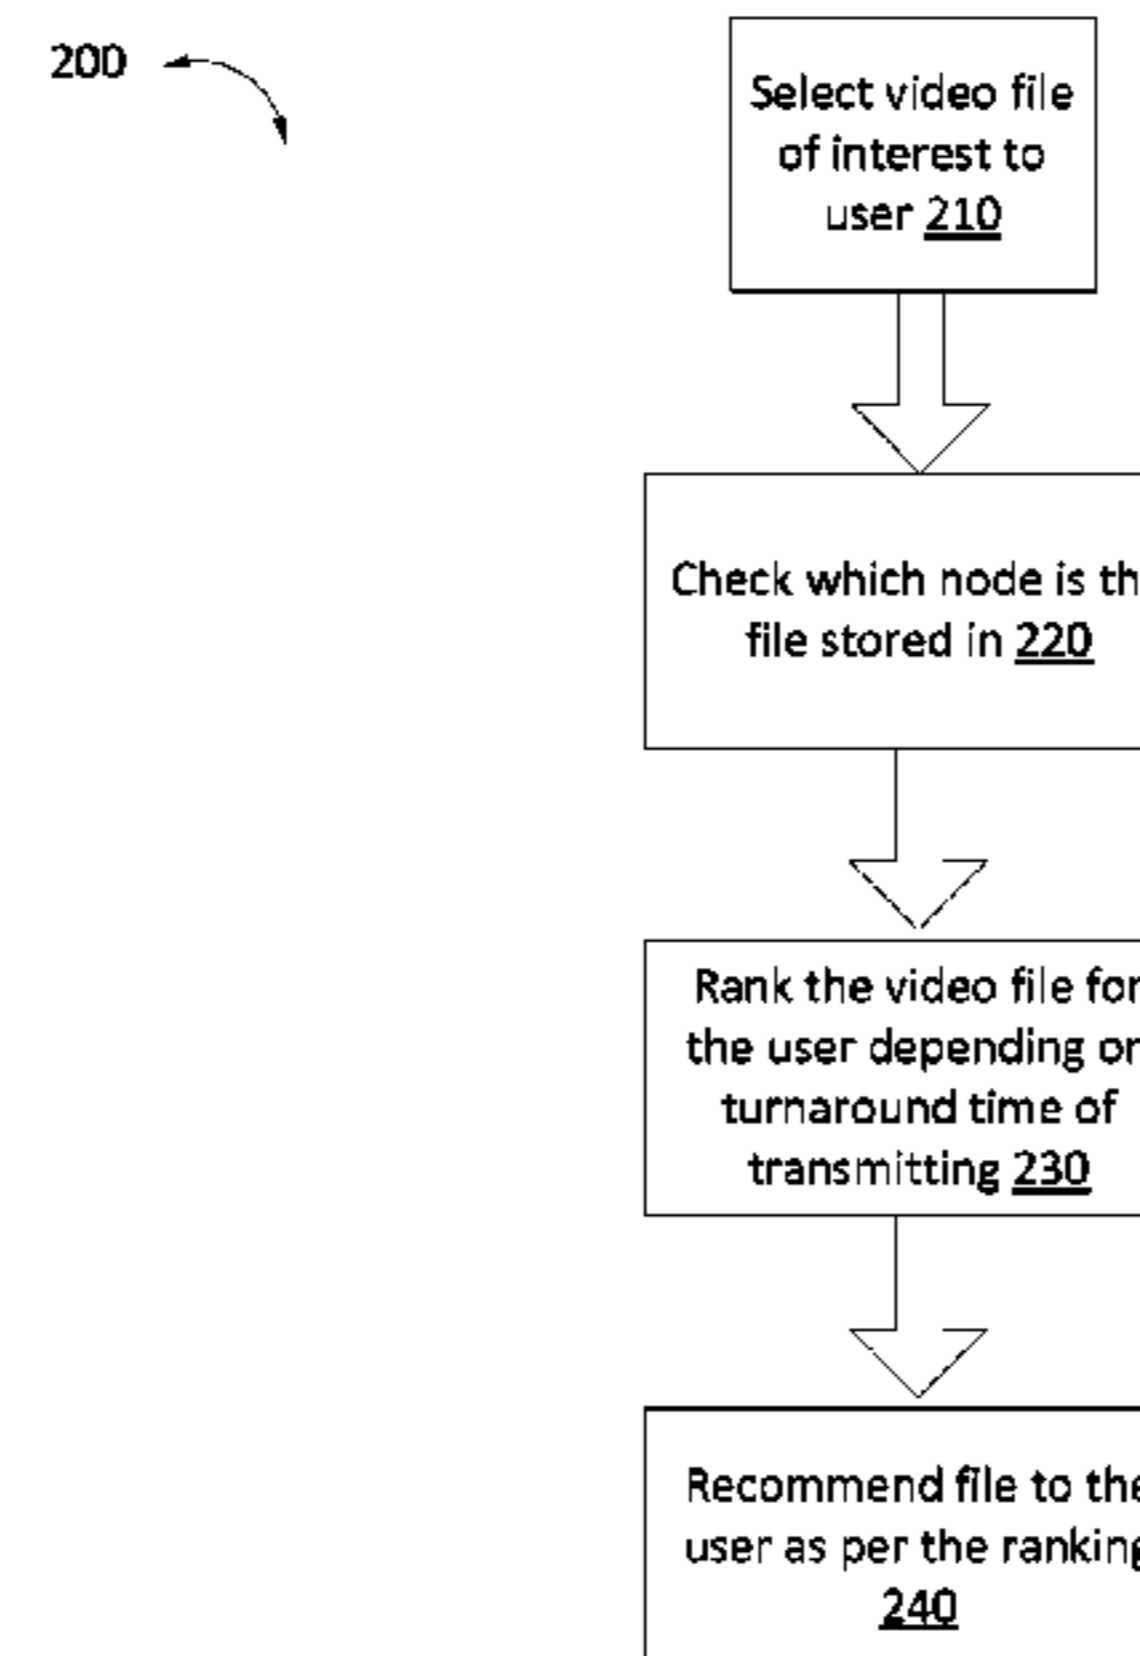 200
Select video file
of interest to
user 210
Check which node is th
file stored in 220
Rank the video file for
the user depending on
turnaround time of
transmitting 230
Recommend file to the
user as per the ranking
240